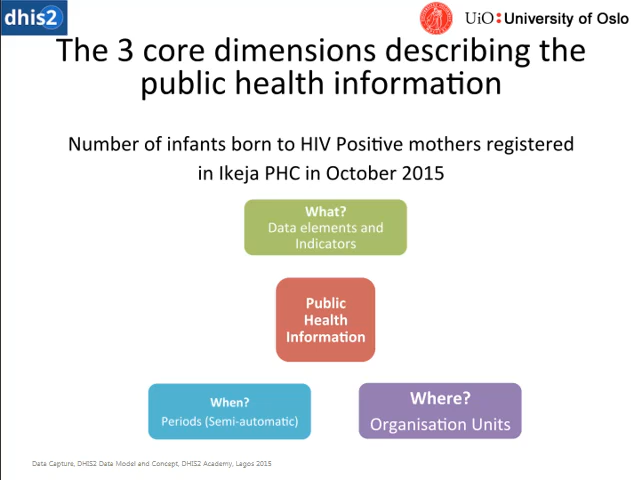 dhis2
UiO:University of Oslo
The 3 core dimensions describing the
public health information
Number of infants born to HIV Positive mothers registered
in Ikeja PHC in October 2015
What?
Data elements and
Indicators
Public
Health
Information
When?
Periods (Semi-automatic)
Where?
Organisation Units
Data Capture, DHIS2 Data Model and Concept, DHIS2 Academy, Lagos 2015